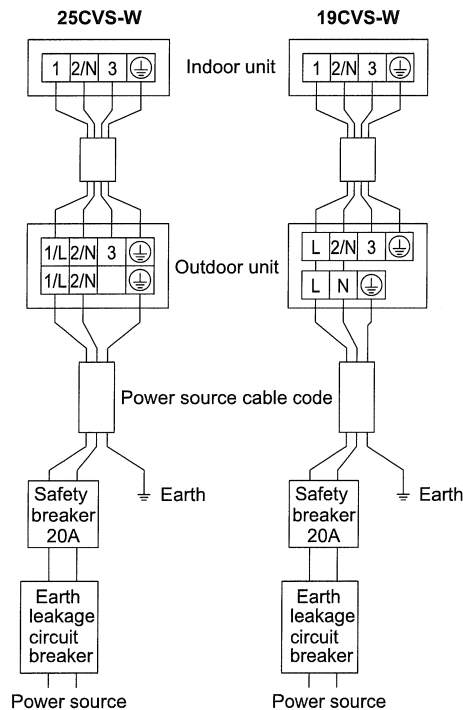 25CVS-W 19CVS-W
1 2/N 3 Indoor unit 1 2/N 3
1/L 2/N 3 L 2/N 3
Outdoor unit
1/L 2/N L N
Power source cable code
Earth Earth
Safety breaker 20A
Safety breaker 20A
Earth leakage circuit breaker
Earth leakage circuit breaker
Power source Power source